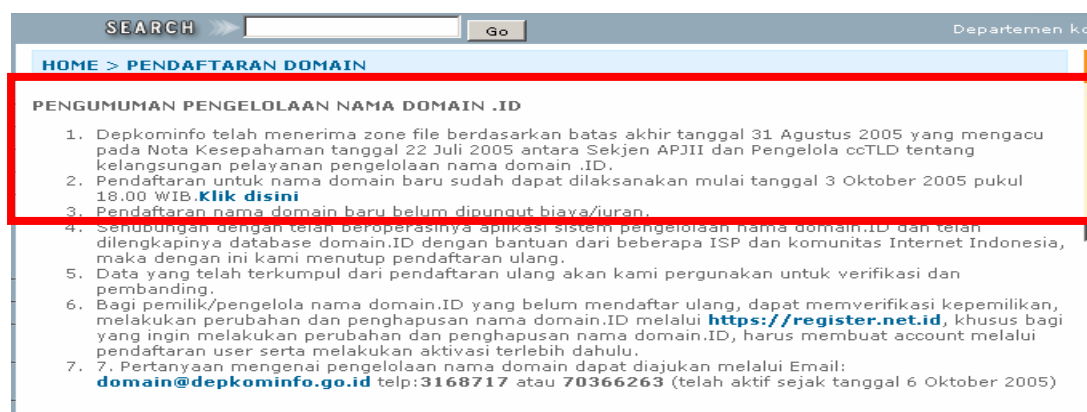 SEARCH
Go
Departemen ko
HOME > PENDAFTARAN DOMAIN
PENGUMUMAN PENGELOLAAN NAMA DOMAIN .ID
1. Depkominfo telah menerima zone file berdasarkan batas akhir tanggal 31 Agustus 2005 yang mengacu
pada Nota Kesepahaman tanggal 22 Juli 2005 antara Sekjen APJII dan Pengelola ccTLD tentang
kelangsungan pelayanan pengelolaan nama domain .ID.
2. Pendaftaran untuk nama domain baru sudah dapat dilaksanakan mulai tanggal 3 Oktober 2005 pukul
18.00 WIB.Klik disini
3. Pendaftaran nama domain baru belum dipungut biaya/iuran.
4. Sehubungan dengan telah beroperasinya aplikasi sistem pengelolaan nama domain.ID dan telah
dilengkapinya database domain.ID dengan bantuan dari beberapa ISP dan komunitas Internet Indonesia,
maka dengan ini kami menutup pendaftaran ulang.
5. Data yang telah terkumpul dari pendaftaran ulang akan kami pergunakan untuk verifikasi dan
pembanding.
6. Bagi pemilik/pengelola nama domain.ID yang belum mendaftar ulang, dapat memverifikasi kepemilikan,
melakukan perubahan dan penghapusan nama domain.ID melalui https://register.net.id, khusus bagi
yang ingin melakukan perubahan dan penghapusan nama domain.ID, harus membuat account melalui
pendaftaran user serta melakukan aktivasi terlebih dahulu.
7. 7. Pertanyaan mengenai pengelolaan nama domain dapat diajukan melalui Email:
domain@depkominfo.go.id telp:3168717 atau 70366263 (telah aktif sejak tanggal 6 Oktober 2005)